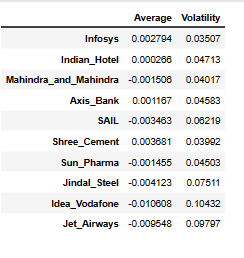 Average Volatility
Infosys 0.002794 0.03507
Indian_Hotel 0.000266 0.04713
Mahindra_and_Mahindra -0.001506 0.04017
Axis_Bank 0.001167 0.04583
SAIL -0.003463 0.06219
Shree_Cement 0.003681 0.03992
Sun_Pharma -0.001455 0.04503
Jindal_Steel -0.004123 0.07511
Idea_Vodafone -0.010608 0.10432
Jet_Airways -0.009548 0.09797